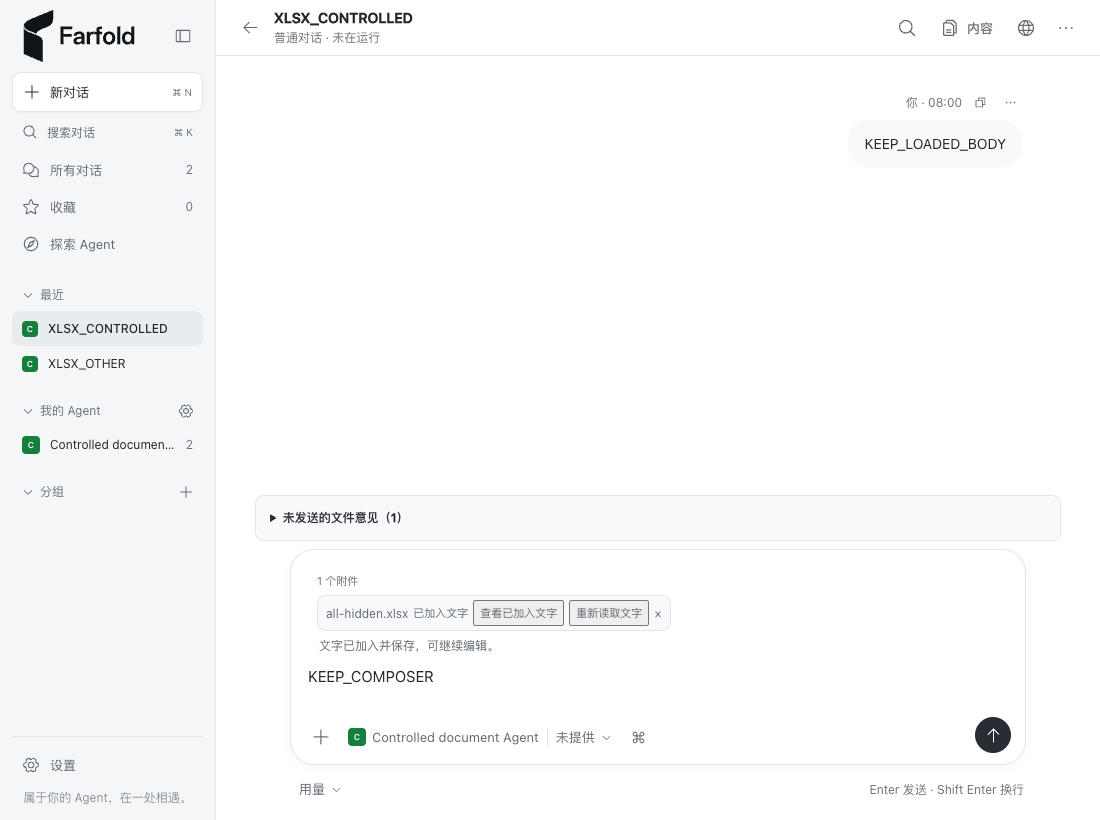 Farfold
新对话 ⌘ N
搜索对话 ⌘ K
所有对话 2
收藏 0
探索 Agent
最近
C XLSX_CONTROLLED
C XLSX_OTHER
我的 Agent
C Controlled documen... 2
分组
设置
属于你的 Agent，在一处相遇。
XLSX_CONTROLLED
普通对话 · 未在运行
内容
你 · 08:00
KEEP_LOADED_BODY
未发送的文件意见（1）
1 个附件
all-hidden.xlsx 已加入文字 查看已加入文字 重新读取文字 x
文字已加入并保存，可继续编辑。
KEEP_COMPOSER
C Controlled document Agent 未提供 ⌘
用量
Enter 发送 · Shift Enter 换行